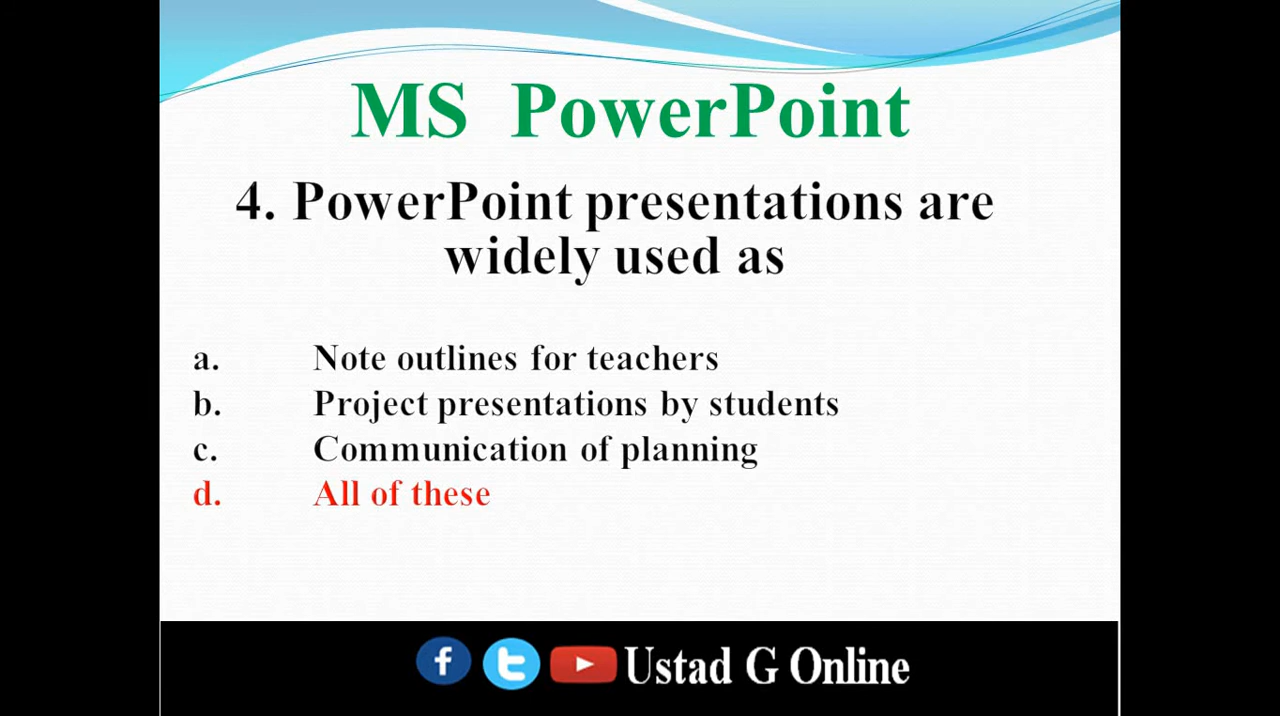 MS PowerPoint
4. PowerPoint presentations are
widely used as
a. Note outlines for teachers
b. Project presentations by students
c. Communication of planning
d. All of these
Ustad G Online